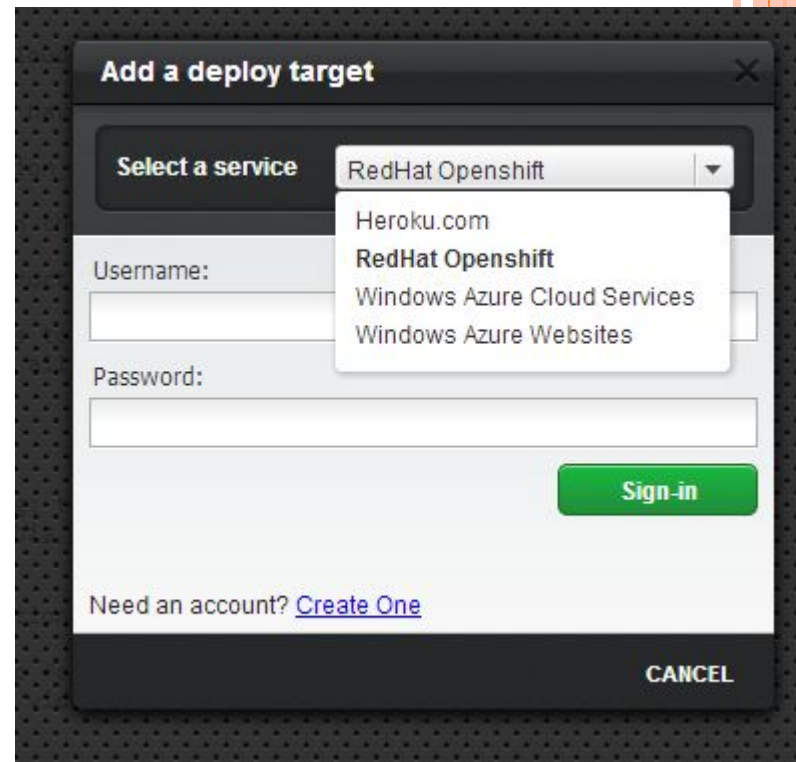 Add a deploy target
Select a service
RedHat Openshift
Heroku.com
RedHat Openshift
Windows Azure Cloud Services
Windows Azure Websites
Username:
Password:
Sign-in
Need an account? Create One
CANCEL